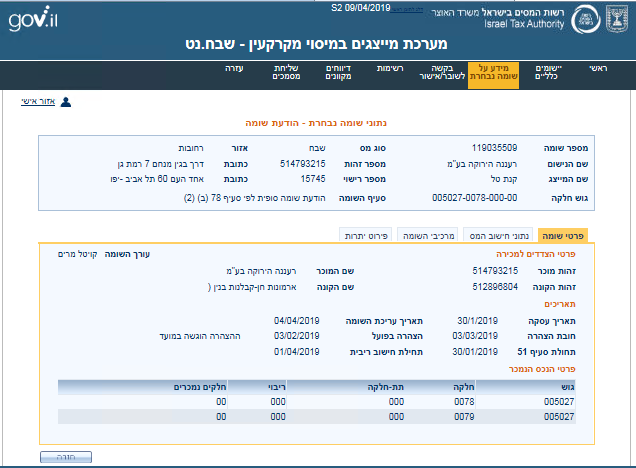 gov.il
S2 09/04/2019
רשות המסים בישראל משרד האוצר
Israel Tax Authority
מערכת מייצגים במיסוי מקרקעין - שבח.נט
ראשי
יישומים כלליים
מידע על שומה נבחרת
בקשה לשובר/אישור
רשימות
דיווחים מקוונים
שליחת מסמכים
עזרה
אזור אישי
נתוני שומה נבחרת - הודעת שומה
מספר שומה 119035509 סוג מס שבח אזור רחובות
שם הנישום רעננה הירוקה בע"מ מספר זהות 514793215 כתובת דרך בגין מנחם 7 רמת גן
שם המייצג קנת טל מספר רישוי 15745 כתובת אחד העם 60 תל אביב -יפו
גוש חלקה 005027-0078-000-00 סעיף השומה הודעת שומה סופית לפי סעיף 78 (ב) (2)
פרטי שומה נתוני חישוב המס מרכיבי השומה פירוט יתרות
פרטי הצדדים למכירה עורך השומה קויטל מרים
זהות מוכר 514793215 שם המוכר רעננה הירוקה בע"מ
זהות הקונה 512896804 שם הקונה ארמונות חן-קבלנות בנין (
תאריכים
תאריך עסקה 30/1/2019 תאריך עריכת השומה 04/04/2019
חובת הצהרה 03/03/2019 הצהרה בפועל 03/02/2019 ההצהרה הוגשה במועד
תחולת סעיף 51 30/01/2019 תחילת חישוב ריבית 01/04/2019
פרטי הנכס הנמכר
גוש חלקה תת-חלקה ריבוי חלקים נמכרים
005027 0078 000 000 00
005027 0079 000 000 00
חזרה